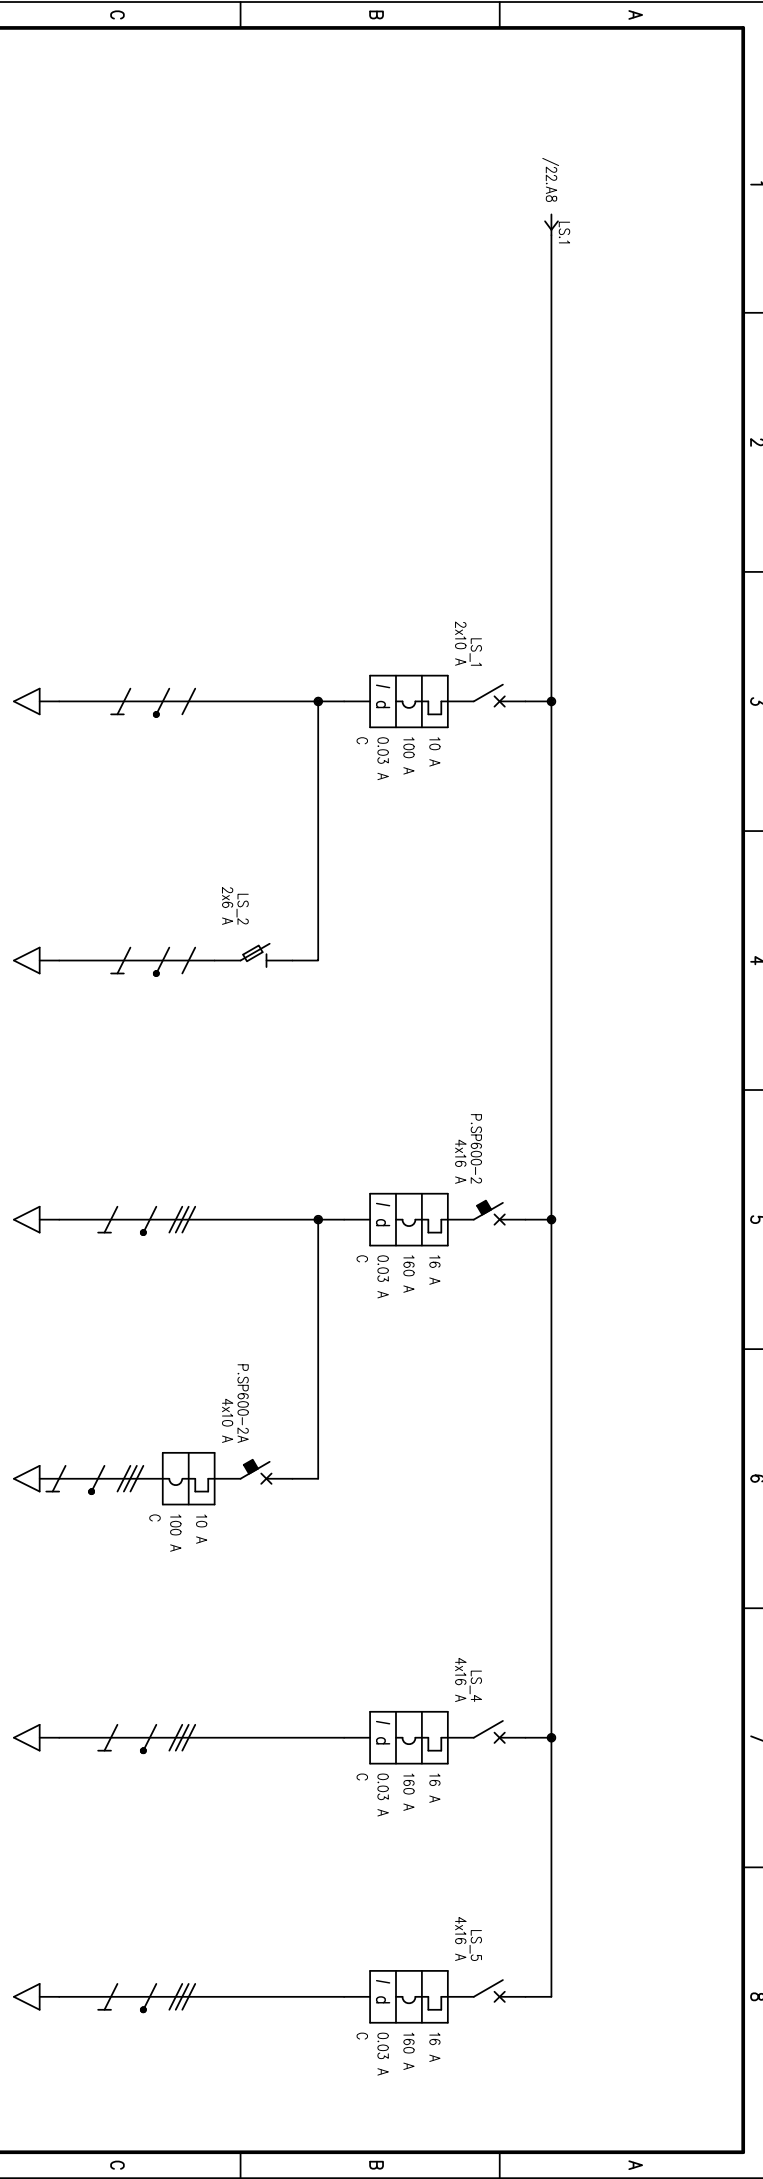 1
2
3
4
5
6
7
8
A
A
B
B
C
C
/22.A8
LS.1
LS_1
2x10 A
10 A
100 A
I d
0.03 A
C
LS_2
2x6 A
P.SP600-2
4x16 A
16 A
160 A
I d
0.03 A
C
P.SP600-2A
4x10 A
10 A
100 A
C
LS_4
4x16 A
16 A
160 A
I d
0.03 A
C
LS_5
4x16 A
16 A
160 A
I d
0.03 A
C